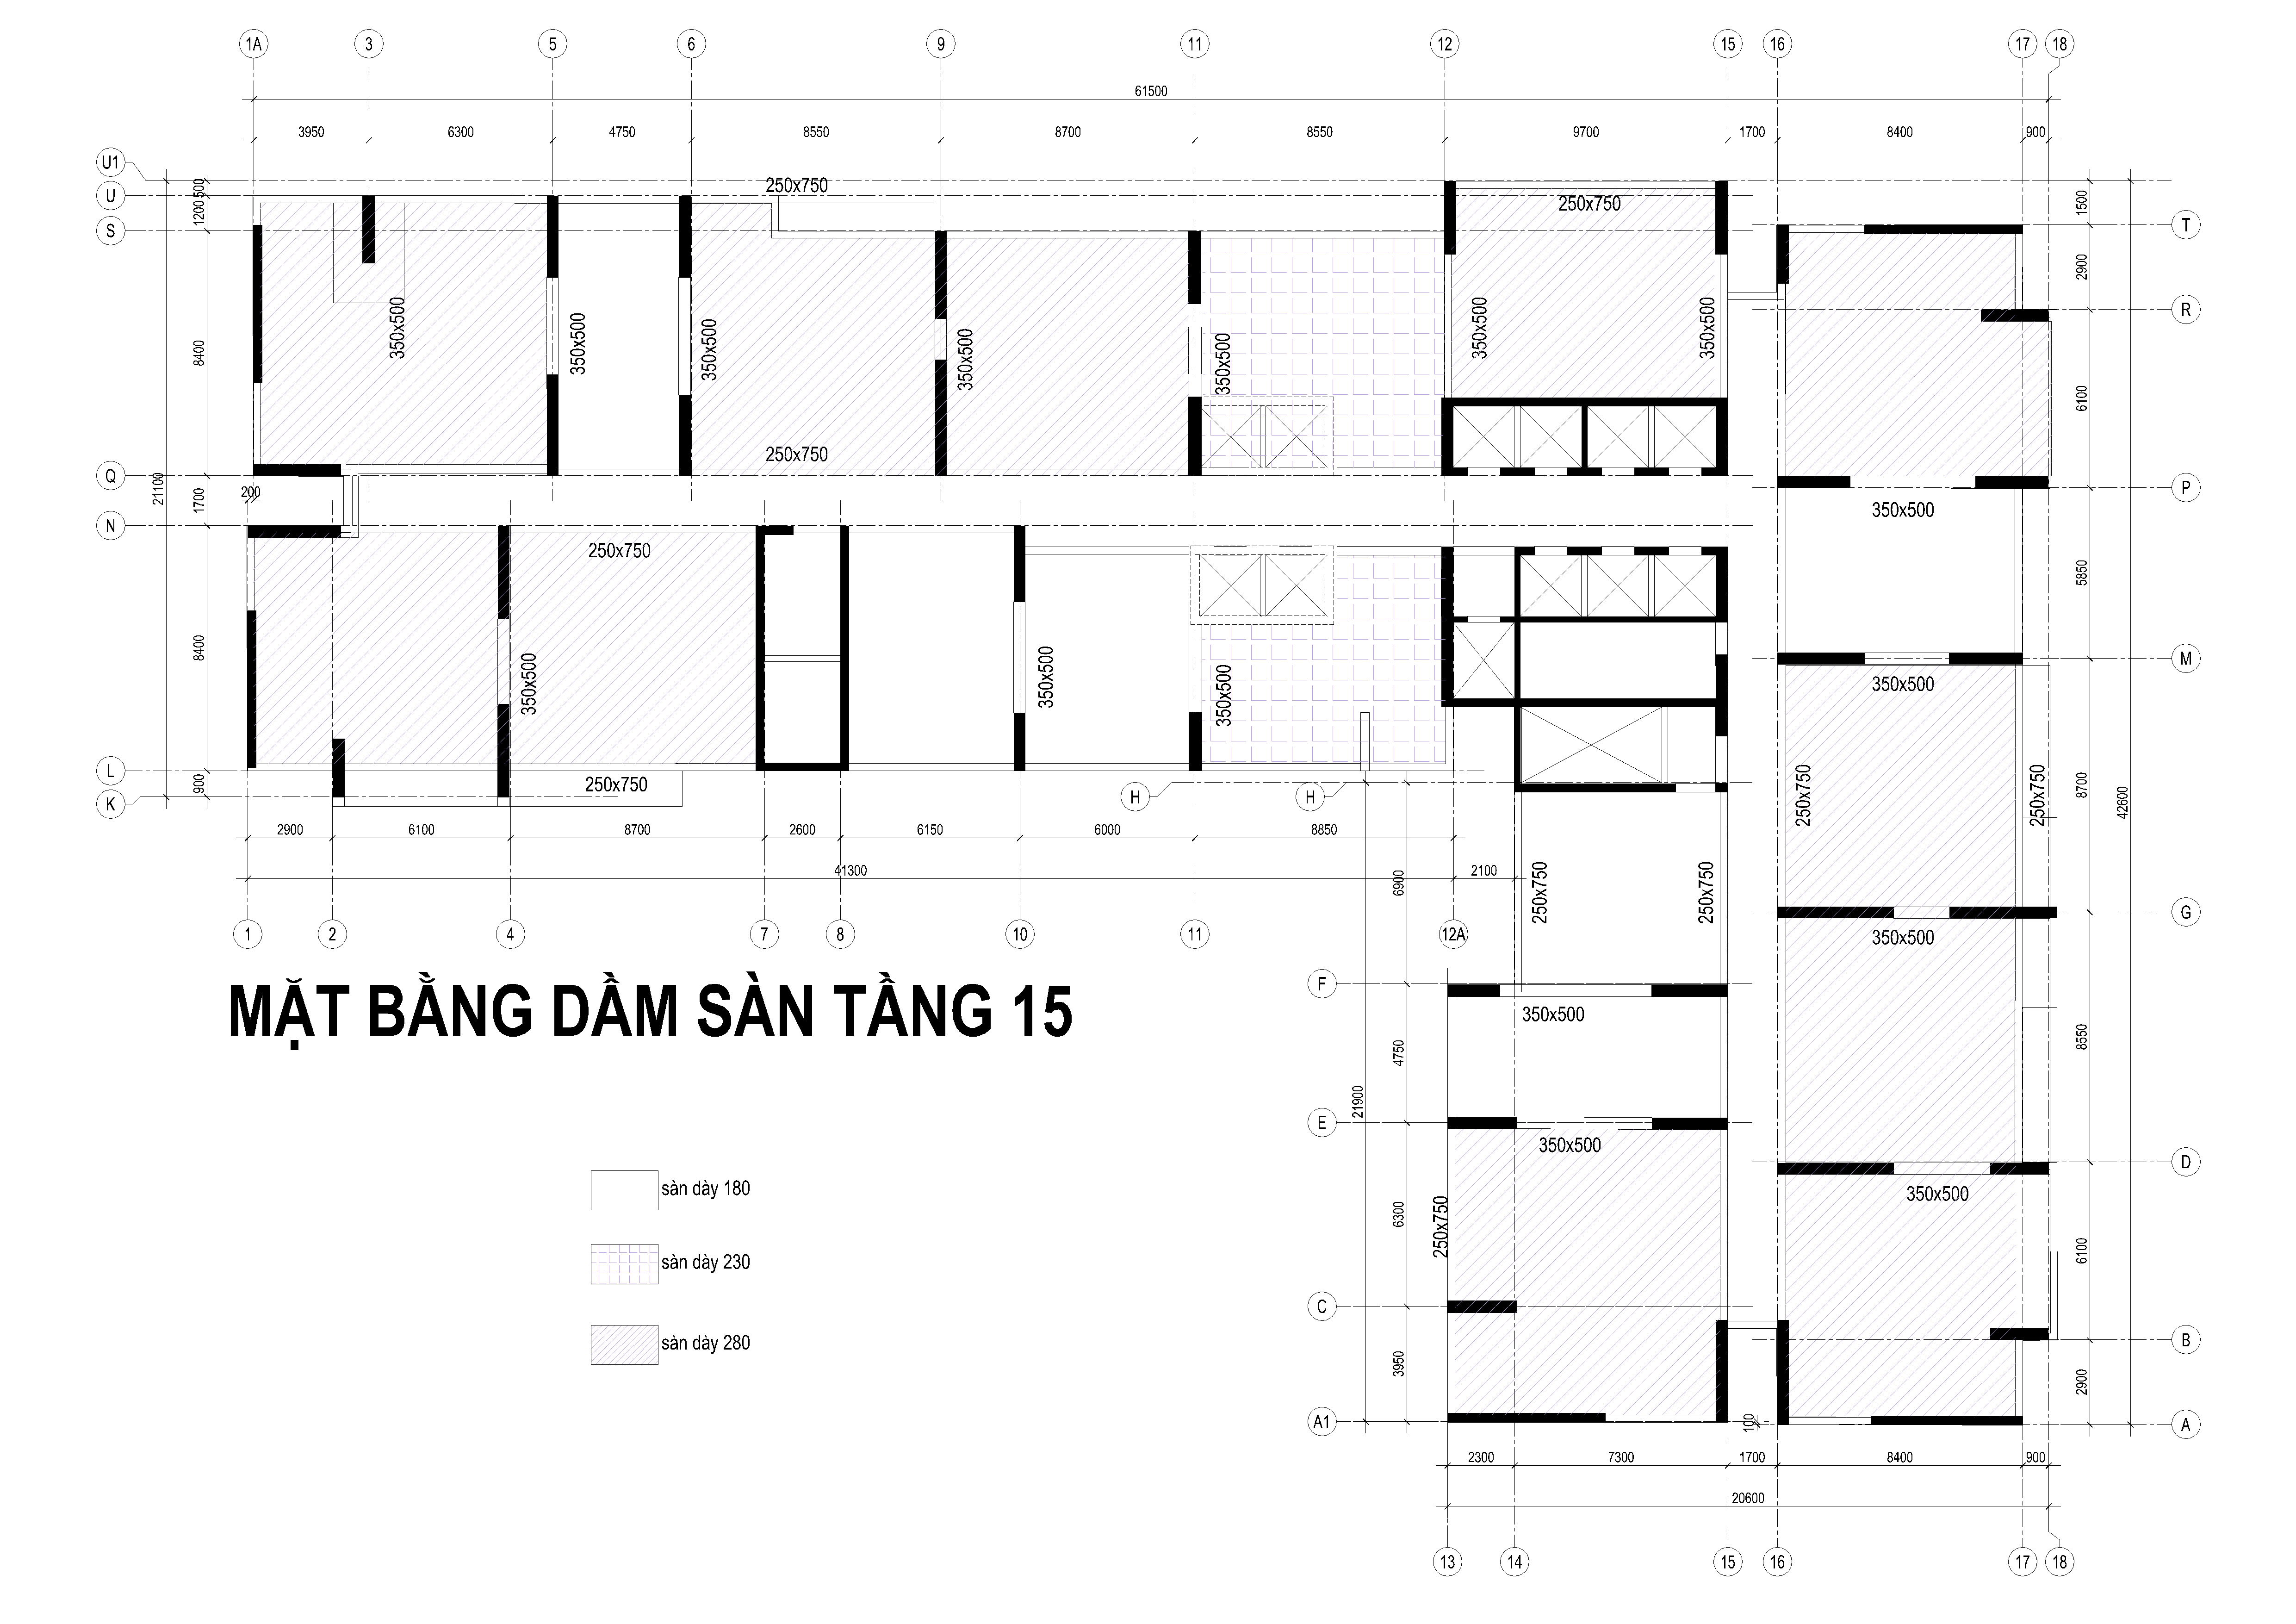 1A 3 5 6 9 11 12 15 16 17 18
61500
3950 6300 4750 8550 8700 8550 9700 1700 8400 900
U1
U
S
Q
N
L
K
500
1200
8400
1700
8400
900
21100
200
250x750
250x750
350x500
350x500
350x500
350x500
350x500
350x500
350x500
250x750
250x750
350x500
350x500
350x500
250x750
250x750
H H
2900 6100 8700 2600 6150 6000 8850
41300 2100
1 2 4 7 8 10 11 12A
MẶT BẰNG DẦM SÀN TẦNG 15
sàn dày 180
sàn dày 230
sàn dày 280
F
E
C
A1
6900
4750
6300
3950
21900
250x750
250x750
350x500
350x500
250x750
350x500
350x500
250x750
250x750
350x500
350x500
100
T
R
P
M
G
D
B
A
1500
2900
6100
5850
8700
8550
6100
2900
42600
2300 7300 1700 8400 900
20600
13 14 15 16 17 18